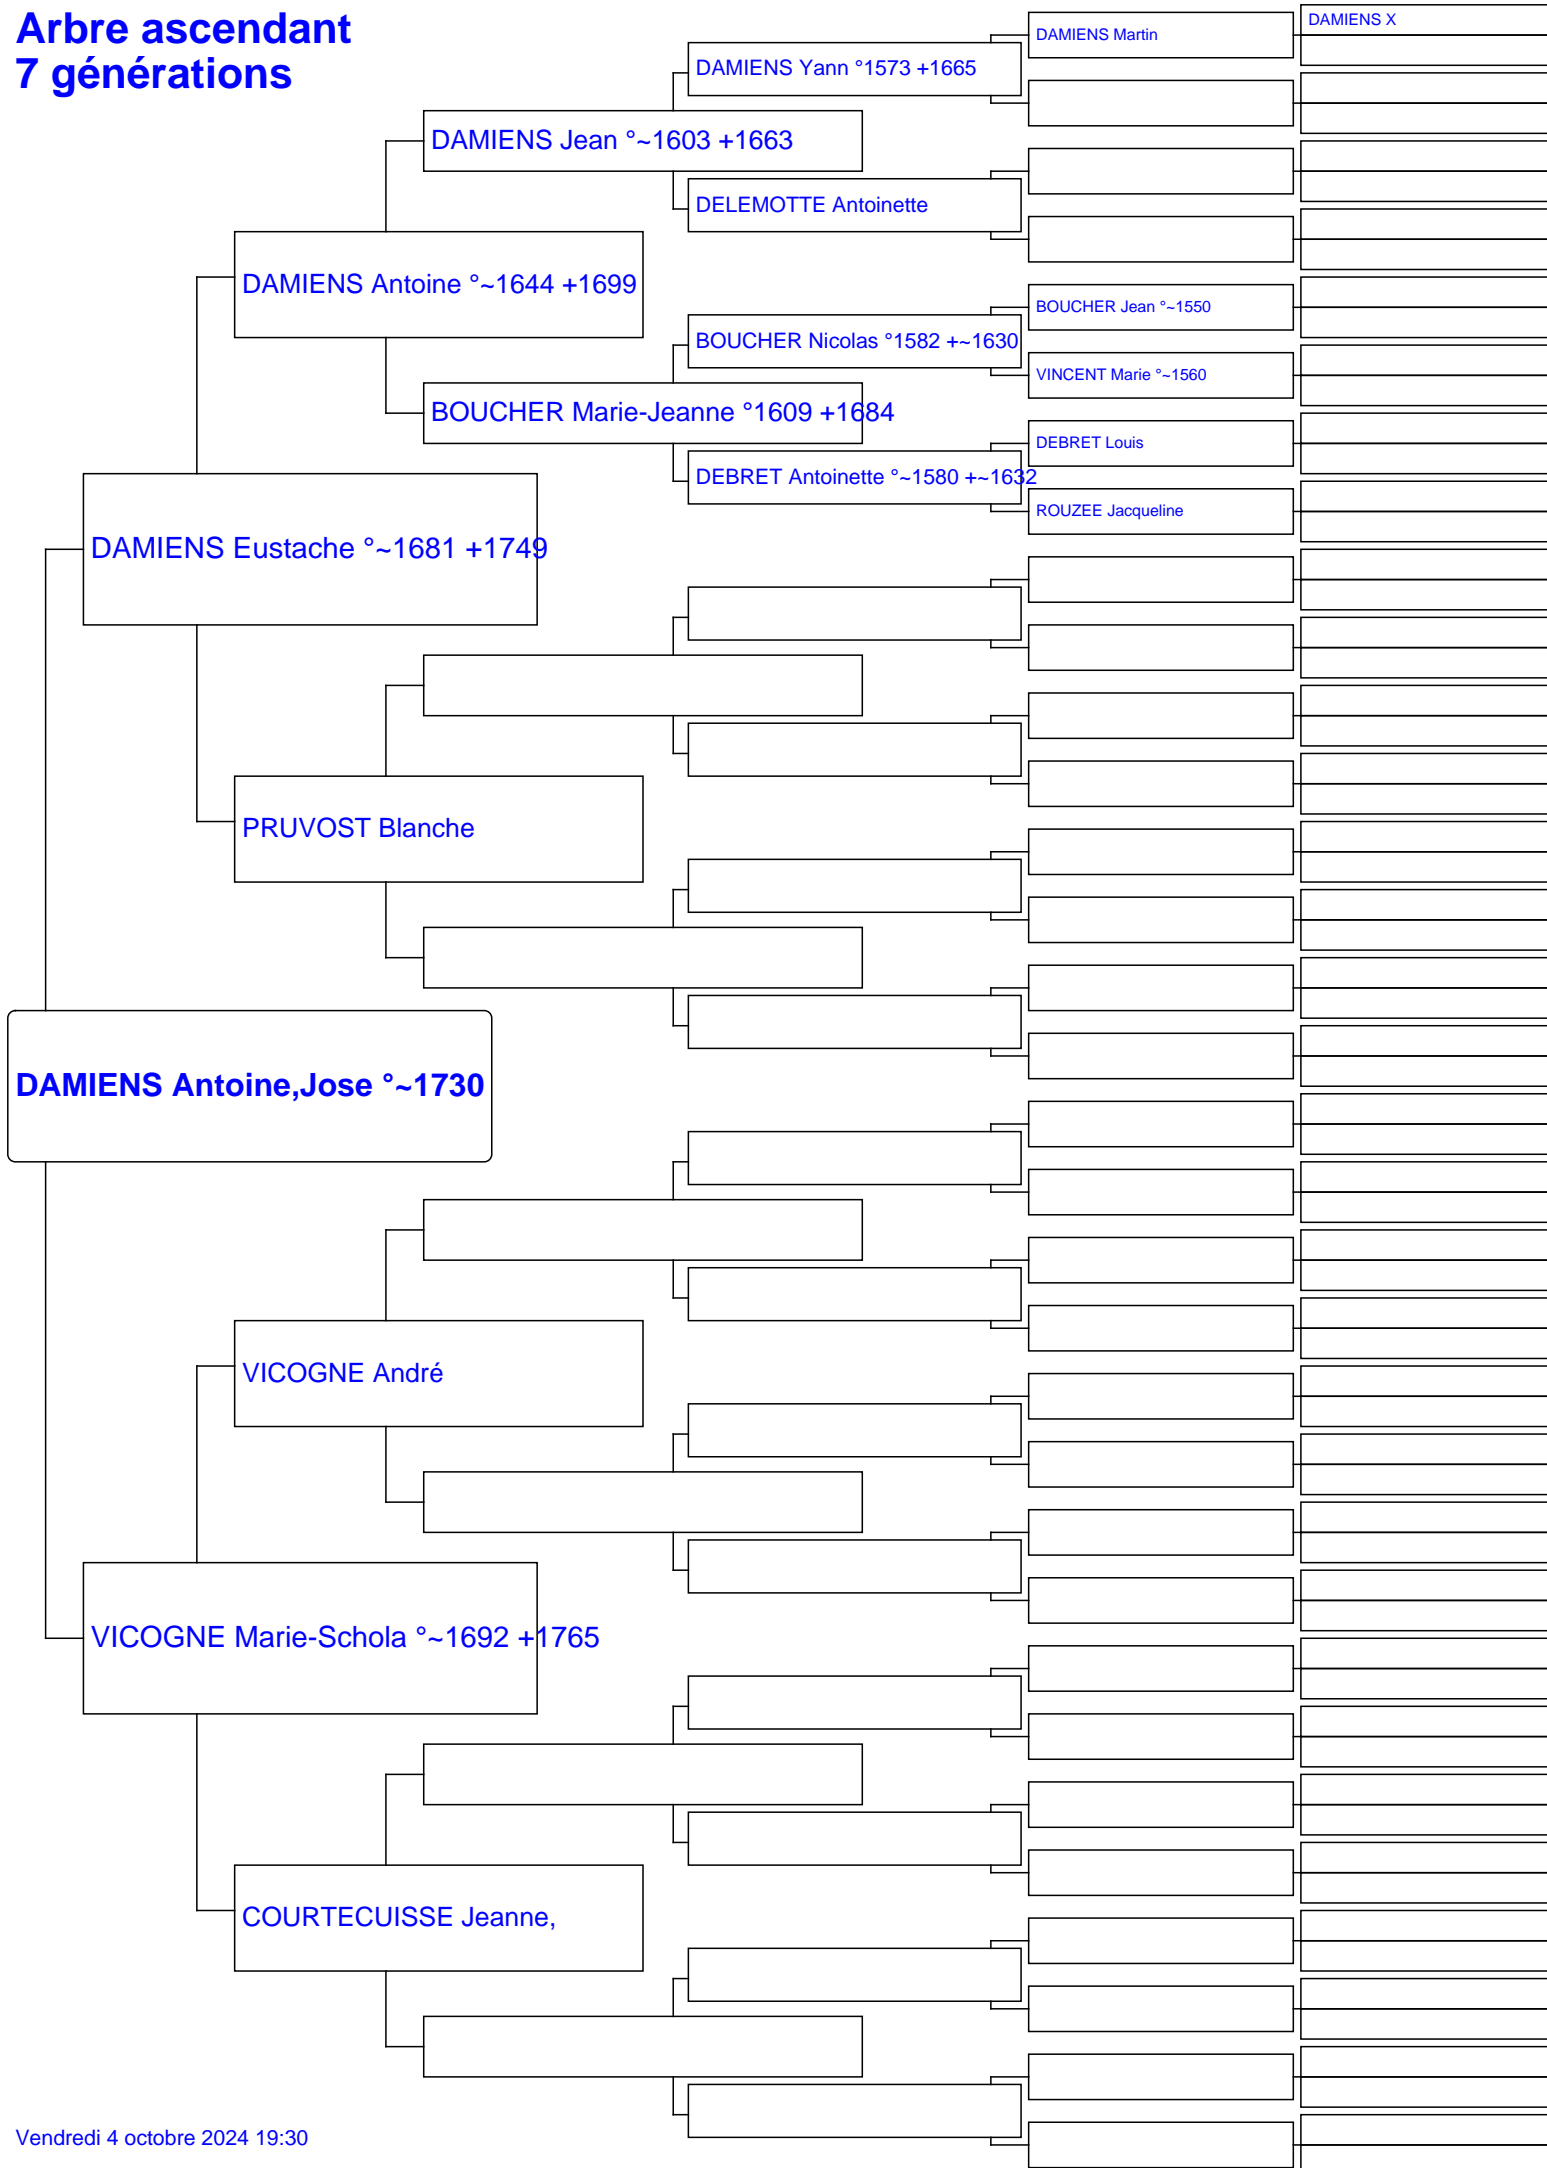 Arbre ascendant
7 générations
DAMIENS X
DAMIENS Martin
DAMIENS Yann °1573 +1665
DAMIENS Jean °~1603 +1663
DELEMOTTE Antoinette
DAMIENS Antoine °~1644 +1699
BOUCHER Jean °~1550
BOUCHER Nicolas °1582 +~1630
VINCENT Marie °~1560
BOUCHER Marie-Jeanne °1609 +1684
DEBRET Louis
DEBRET Antoinette °~1580 +~1632
ROUZEE Jacqueline
DAMIENS Eustache °~1681 +1749
PRUVOST Blanche
DAMIENS Antoine,Jose °~1730
VICOGNE André
VICOGNE Marie-Schola °~1692 +1765
COURTECUISSE Jeanne,
Vendredi 4 octobre 2024 19:30